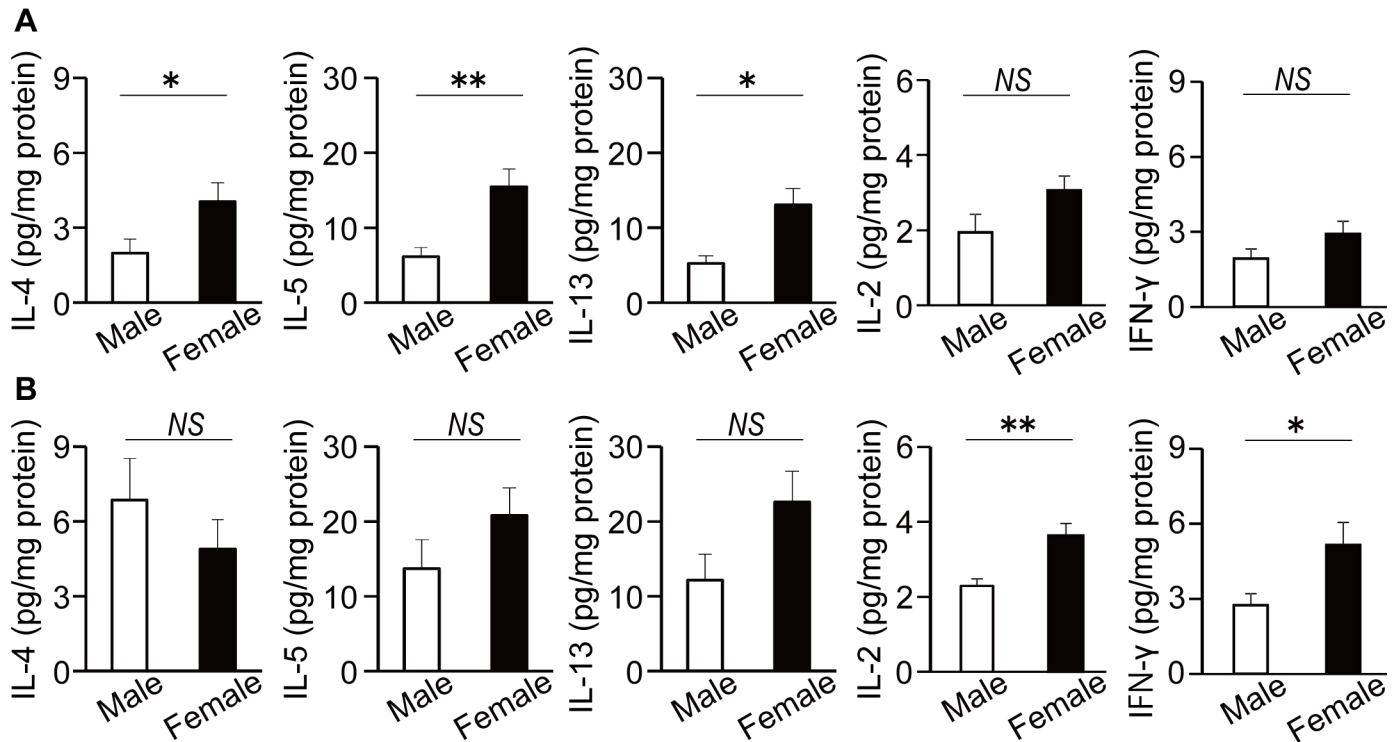 A
IL-4 (pg/mg protein)
9
6
3
0
*
Male
Female
IL-5 (pg/mg protein)
30
20
10
0
**
Male
Female
IL-13 (pg/mg protein)
30
20
10
0
*
Male
Female
IL-2 (pg/mg protein)
6
4
2
0
NS
Male
Female
IFN-γ (pg/mg protein)
9
6
3
0
NS
Male
Female
B
IL-4 (pg/mg protein)
9
6
3
0
NS
Male
Female
IL-5 (pg/mg protein)
30
20
10
0
NS
Male
Female
IL-13 (pg/mg protein)
30
20
10
0
NS
Male
Female
IL-2 (pg/mg protein)
6
4
2
0
**
Male
Female
IFN-γ (pg/mg protein)
9
6
3
0
*
Male
Female